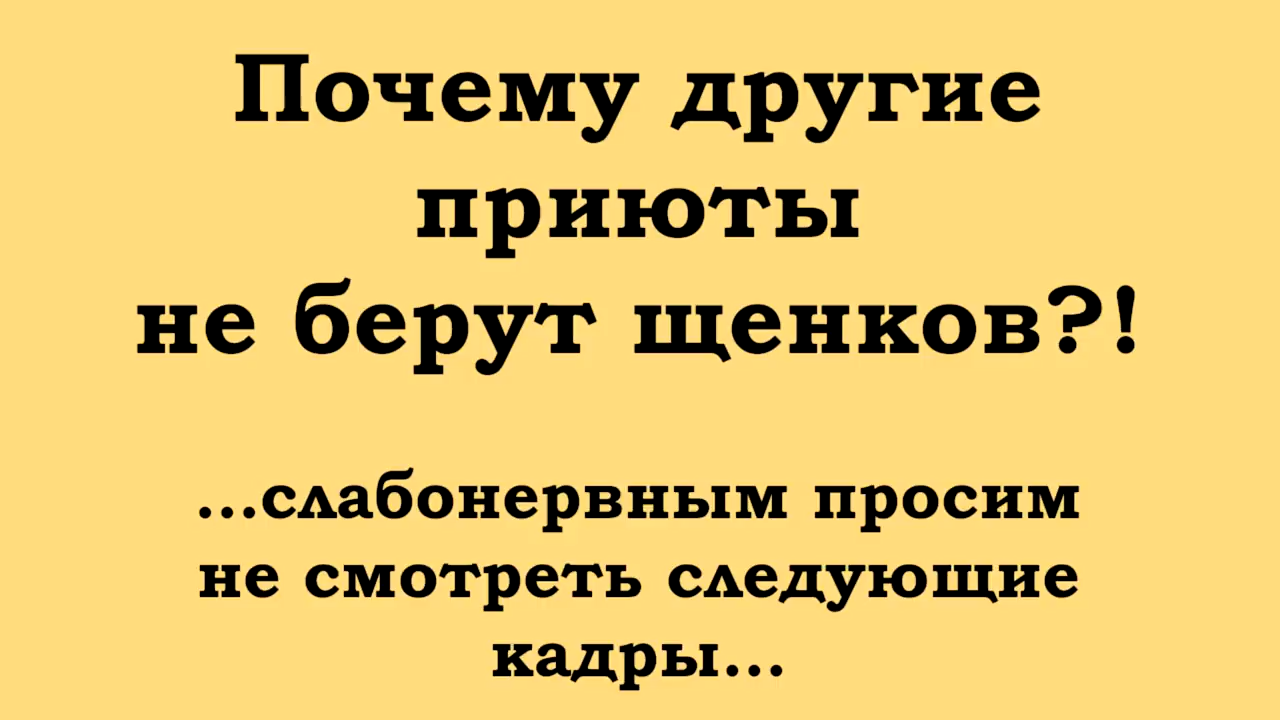 Почему другие
приюты
не берут щенков?!
...слабонервным просим
не смотреть следующие
кадры...